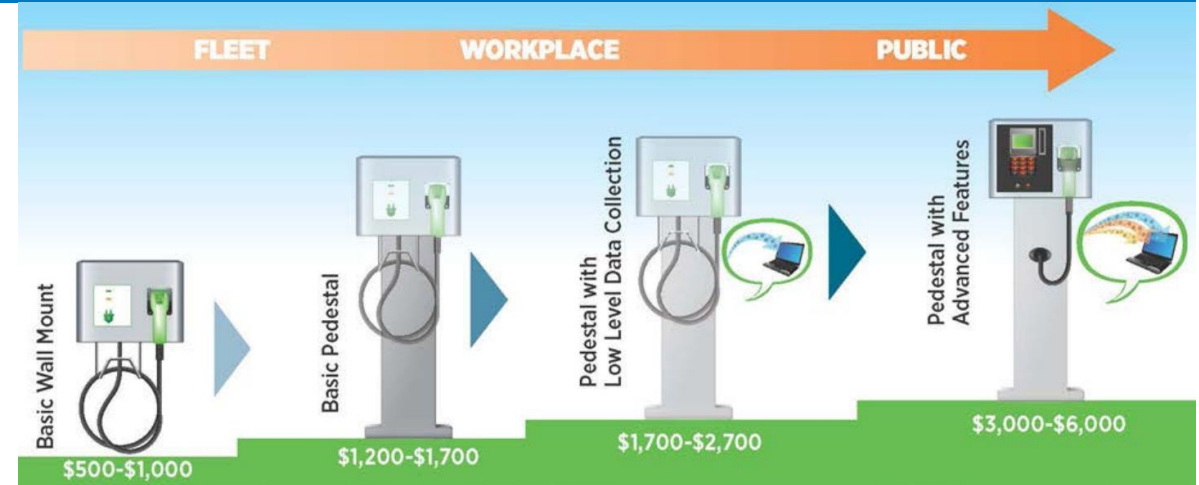 FLEET
WORKPLACE
PUBLIC
Basic Wall Mount
$500-$1,000
Basic Pedestal
$1,200-$1,700
Pedestal with
Low Level Data Collection
$1,700-$2,700
Pedestal with
Advanced Features
$3,000-$6,000